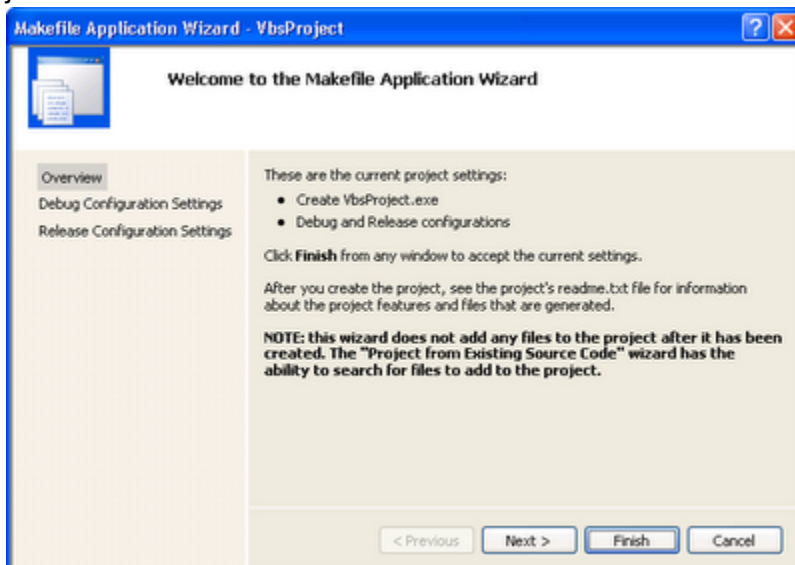 Makefile Application Wizard - VbsProject
Welcome to the Makefile Application Wizard
Overview
Debug Configuration Settings
Release Configuration Settings
These are the current project settings:
• Create VbsProject.exe
• Debug and Release configurations
Click Finish from any window to accept the current settings.
After you create the project, see the project's readme.txt file for information
about the project features and files that are generated.
NOTE: this wizard does not add any files to the project after it has been
created. The "Project from Existing Source Code" wizard has the
ability to search for files to add to the project.
< Previous
Next >
Finish
Cancel